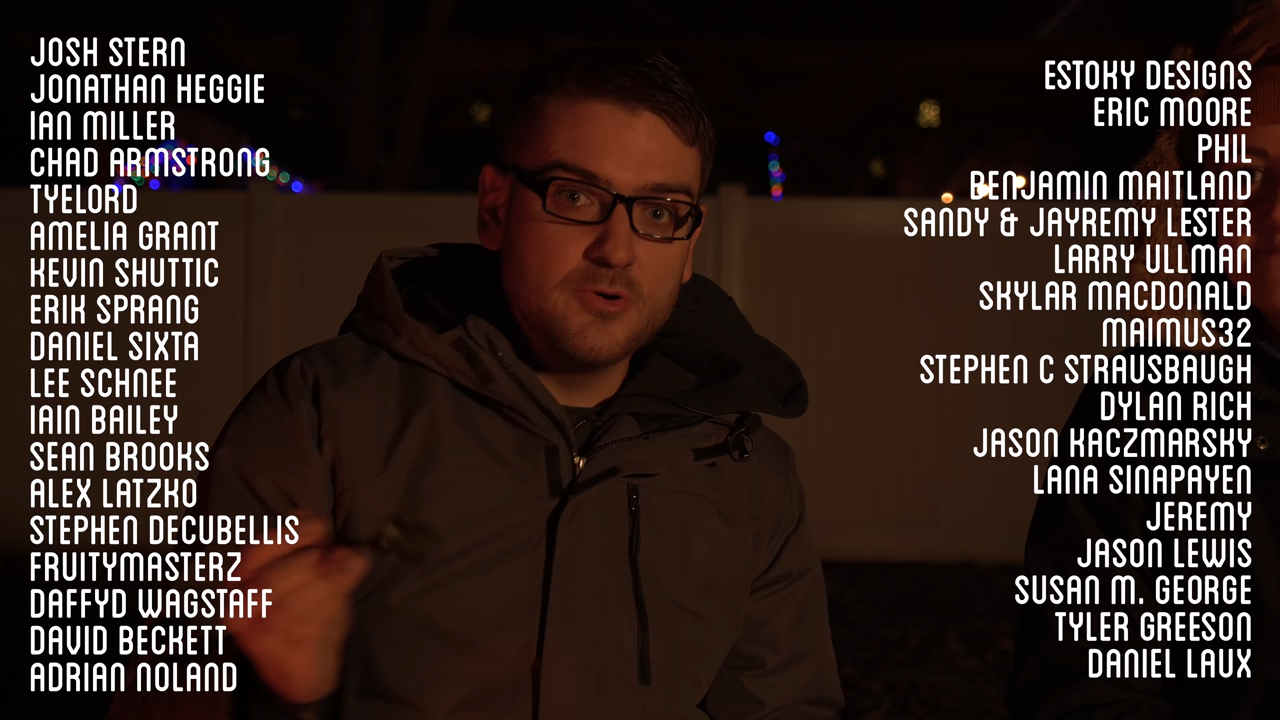 JOSH STERN
JONATHAN HEGGIE
IAN MILLER
CHAD ARMSTRONG
TYELORD
AMELIA GRANT
KEVIN SHUTTIC
ERIK SPRANG
DANIEL SIXTA
LEE SCHNEE
IAIN BAILEY
SEAN BROOKS
ALEX LATZKO
STEPHEN DECUBELLIS
FRUITYMASTERZ
DAFFYD WAGSTAFF
DAVID BECKETT
ADRIAN NOLAND
ESTOKY DESIGNS
ERIC MOORE
PHIL
BENJAMIN MAITLAND
SANDY & JAYREMY LESTER
LARRY ULLMAN
SKYLAR MACDONALD
MAIMUS32
STEPHEN C STRAUSBAUGH
DYLAN RICH
JASON KACZMARSKY
LANA SINAPAYEN
JEREMY
JASON LEWIS
SUSAN M. GEORGE
TYLER GREESON
DANIEL LAUX